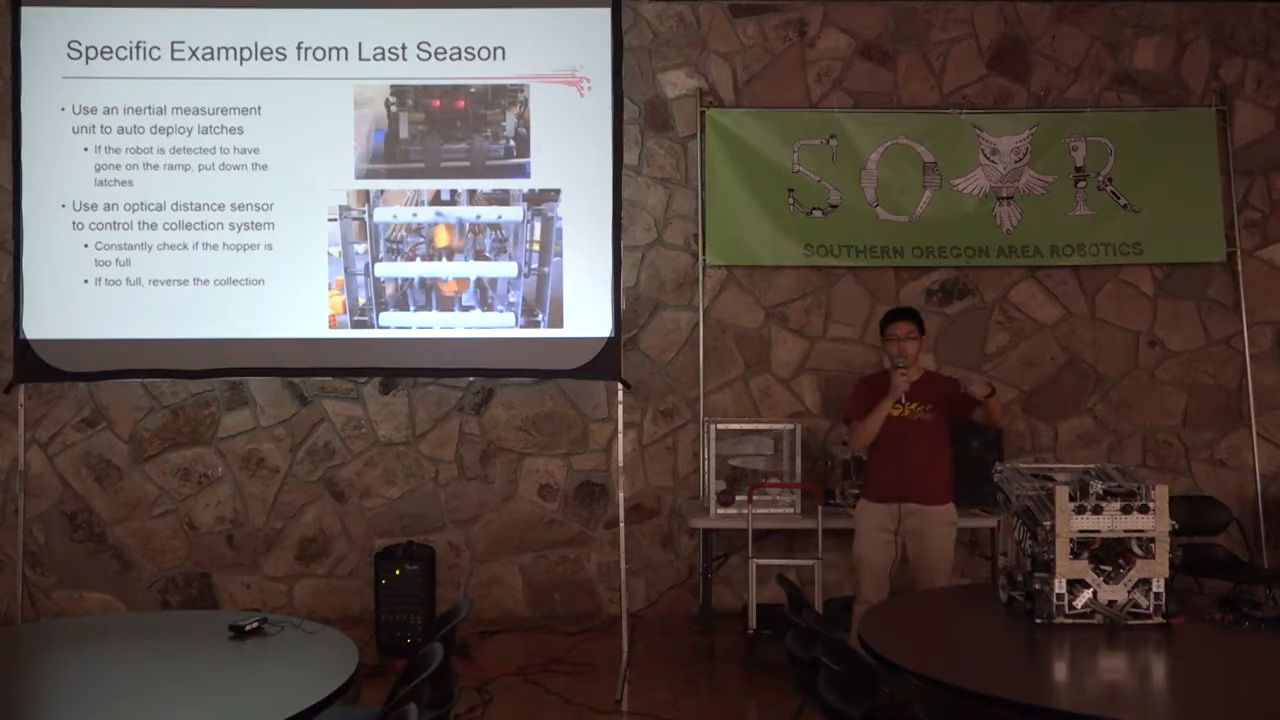 Specific Examples from Last Season
• Use an inertial measurement
unit to auto deploy latches
• If the robot is detected to have
gone on the ramp, put down the
latches
• Use an optical distance sensor
to control the collection system
• Constantly check if the hopper is
too full
• If too full, reverse the collection
SOAR
SOUTHERN OREGON AREA ROBOTICS